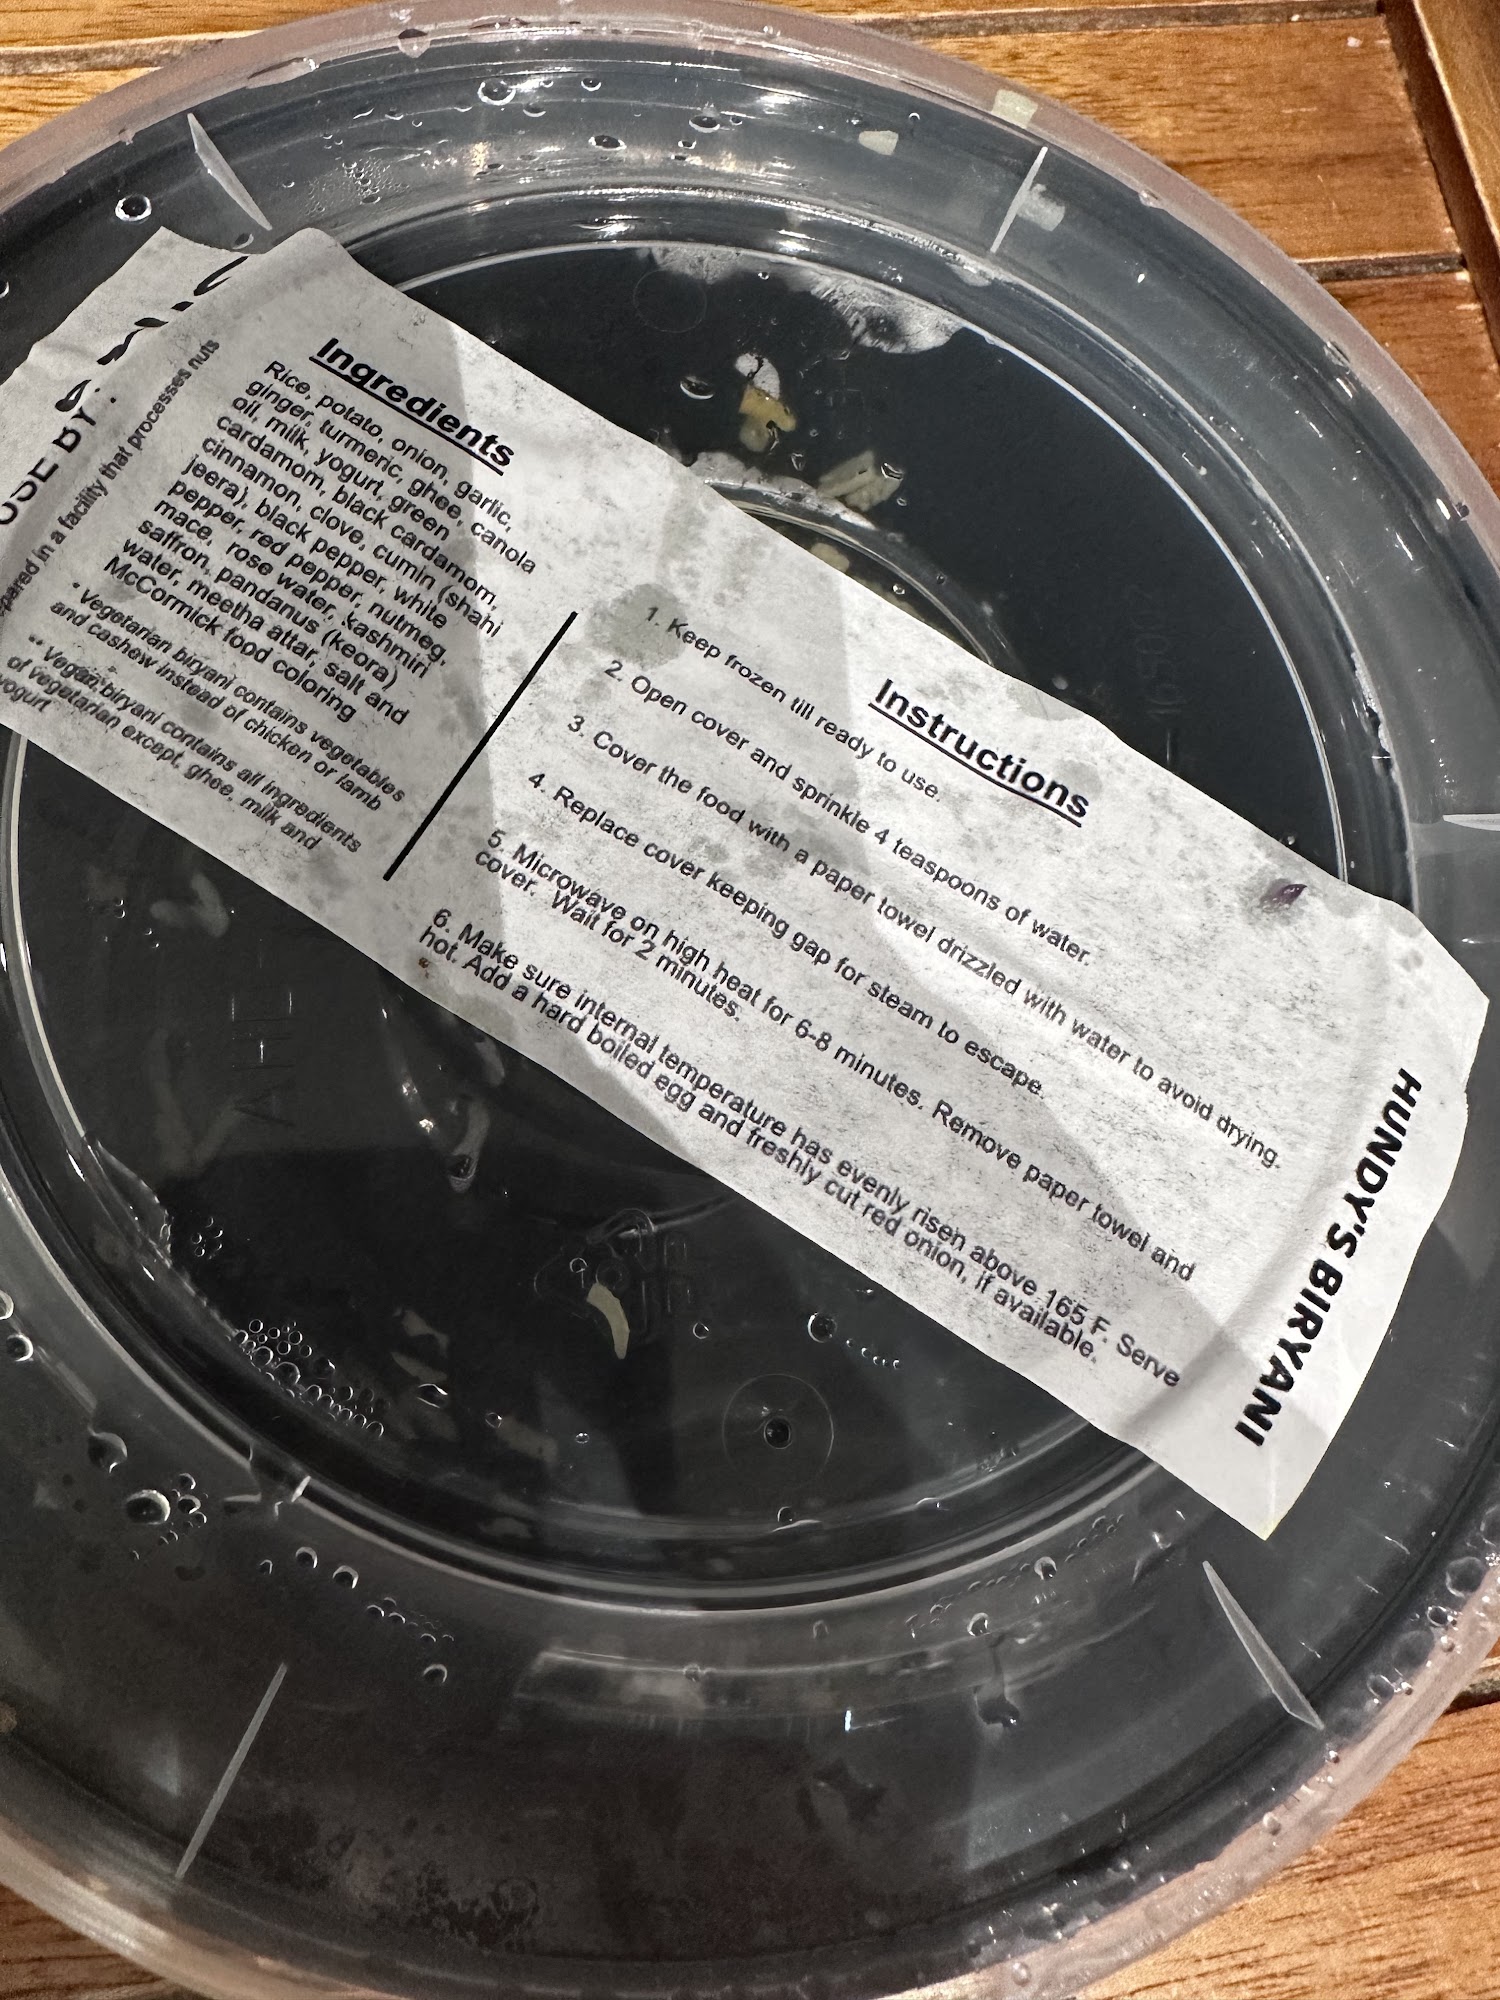 USE BY:
prepared in a facility that processes nuts
Ingredients
Rice, potato, onion, garlic,
ginger, turmeric, ghee, canola
oil, milk, yogurt, green
cardamom, black cardamom,
cinnamon, clove, cumin (shahi
jeera), black pepper, white
pepper, red pepper, nutmeg,
mace, rose water, kashmiri
saffron, pandanus (keora)
water, meetha attar, salt and
McCormick food coloring
* Vegetarian biryani contains vegetables
and cashew instead of chicken or lamb
** Vegan biryani contains all ingredients
of vegetarian except, ghee, milk and
yogurt
Instructions
1. Keep frozen till ready to use.
2. Open cover and sprinkle 4 teaspoons of water.
3. Cover the food with a paper towel drizzled with water to avoid drying.
4. Replace cover keeping gap for steam to escape.
5. Microwave on high heat for 6-8 minutes. Remove paper towel and
cover. Wait for 2 minutes.
6. Make sure internal temperature has evenly risen above 165 F. Serve
hot. Add a hard boiled egg and freshly cut red onion, if available.
HUNDY'S BIRYANI